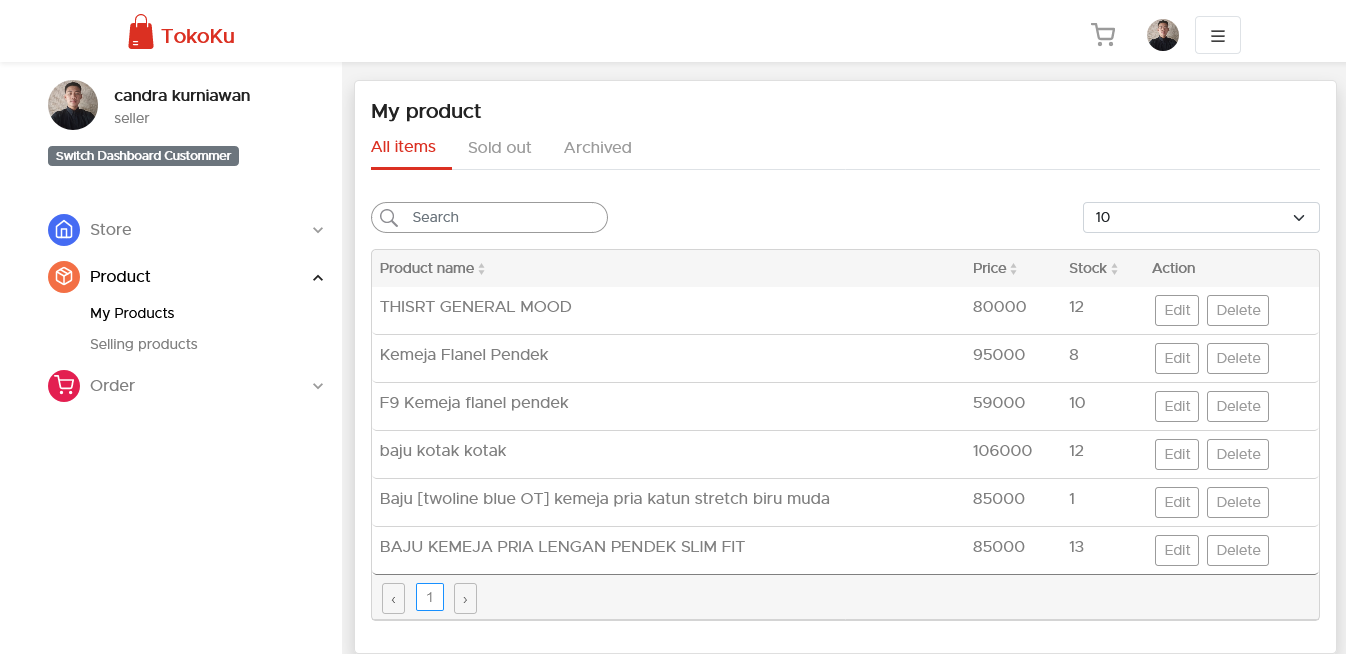 TokoKu
candra kurniawan
seller
Switch Dashboard Custommer
Store
Product
My Products
Selling products
Order
My product
All items Sold out Archived
Search 10
Product name Price Stock Action
THISRT GENERAL MOOD 80000 12 Edit Delete
Kemeja Flanel Pendek 95000 8 Edit Delete
F9 Kemeja flanel pendek 59000 10 Edit Delete
baju kotak kotak 106000 12 Edit Delete
Baju [twoline blue OT] kemeja pria katun stretch biru muda 85000 1 Edit Delete
BAJU KEMEJA PRIA LENGAN PENDEK SLIM FIT 85000 13 Edit Delete
‹ 1 ›